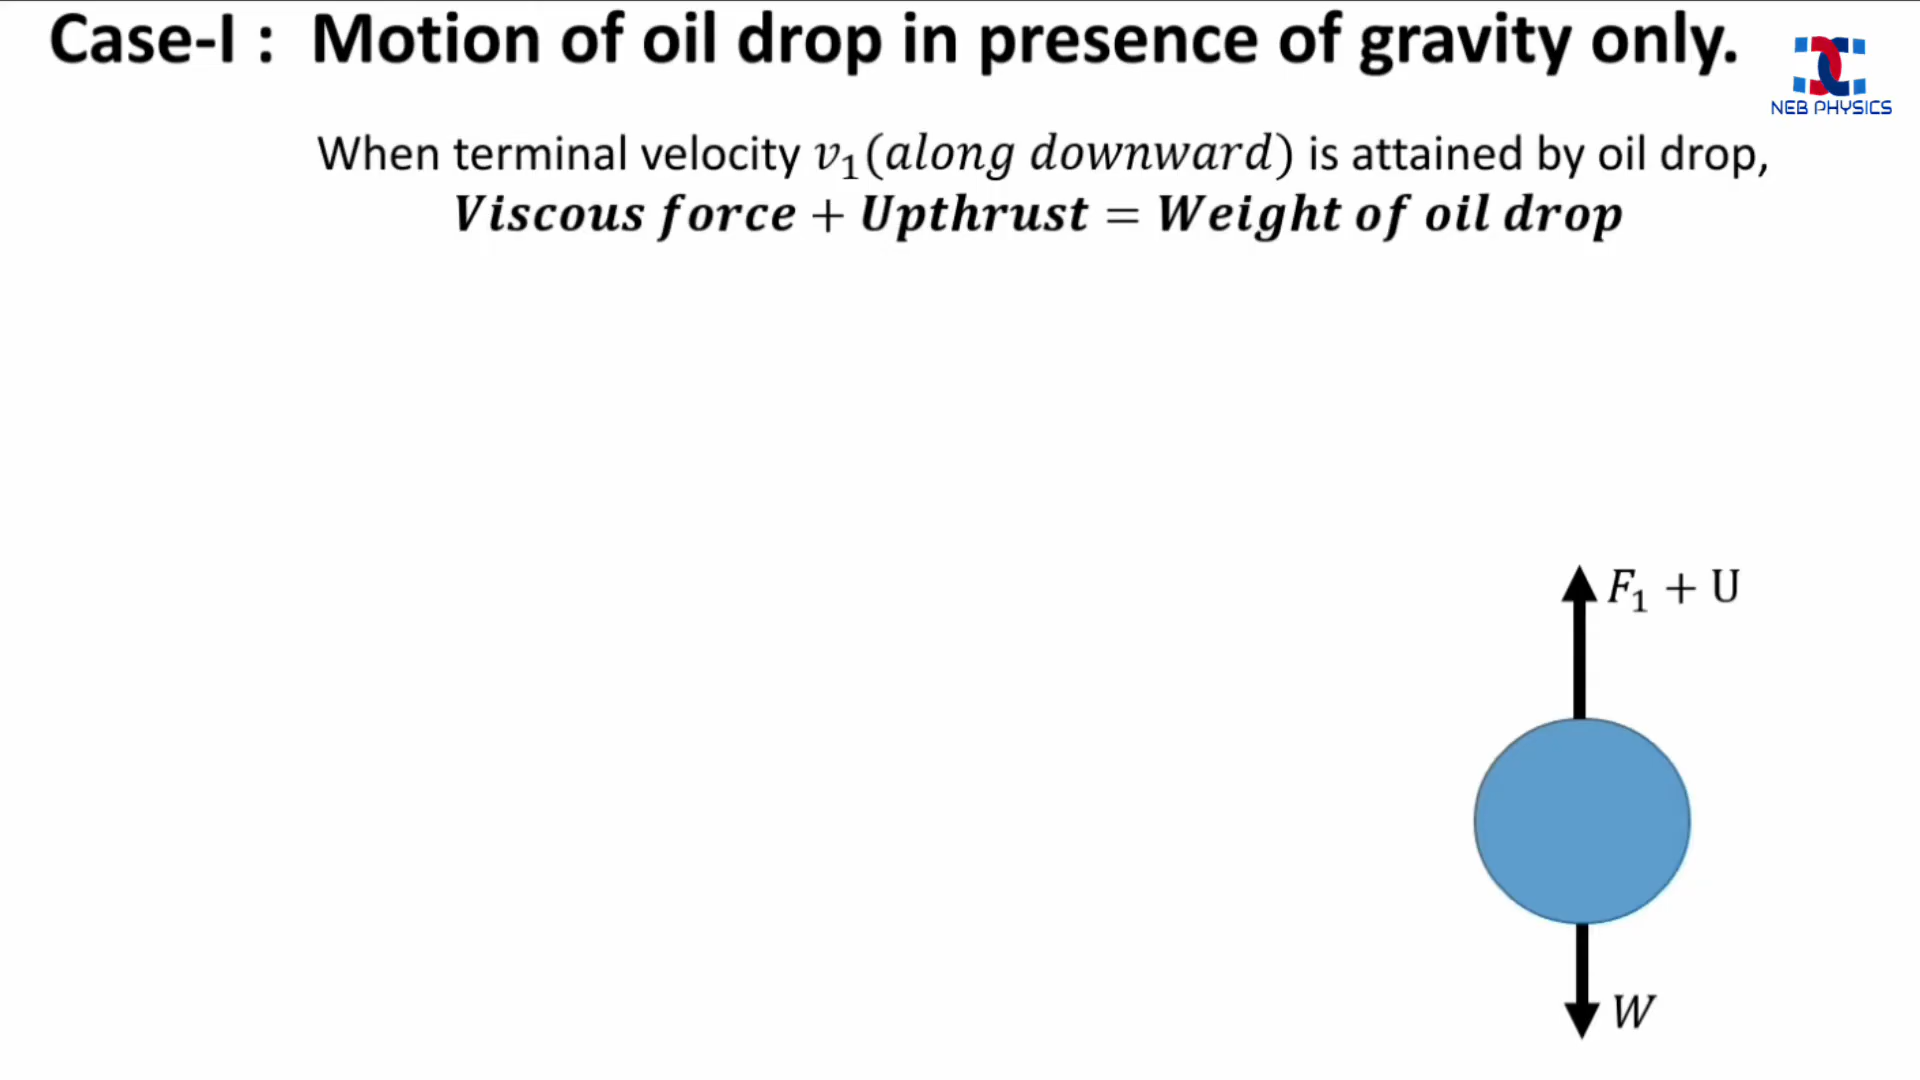 Case-I : Motion of oil drop in presence of gravity only.
NEB PHYSICS
When terminal velocity v₁(along downward) is attained by oil drop,
Viscous force + Upthrust = Weight of oil drop
F₁ + U
W